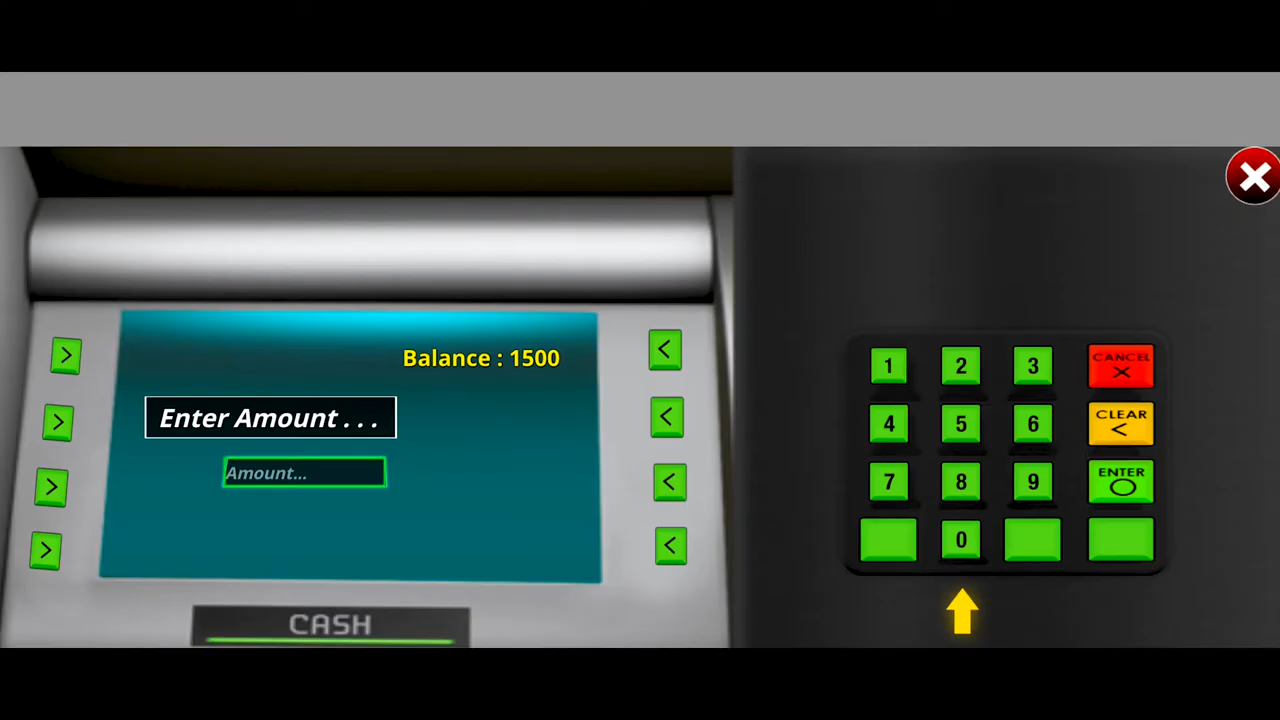 Balance : 1500
Enter Amount . . .
Amount...
CASH
1 2 3 CANCEL
4 5 6 CLEAR
7 8 9 ENTER
0